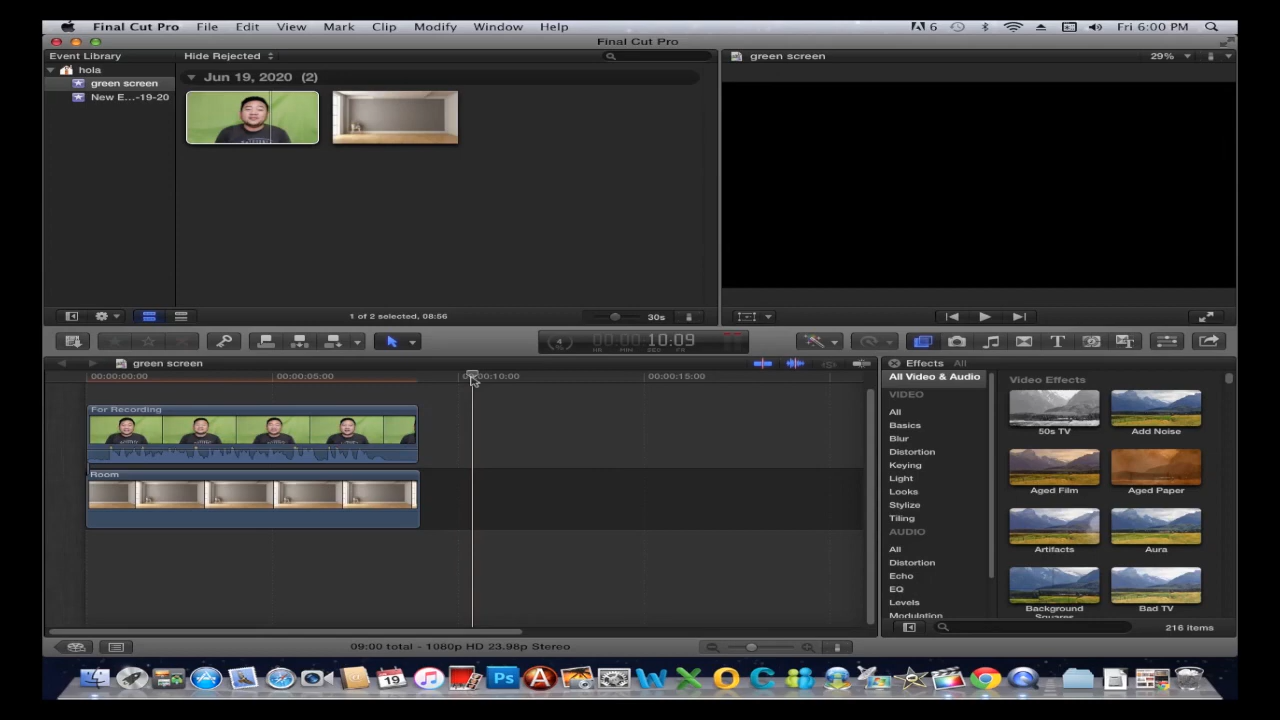 Final Cut Pro File Edit View Mark Clip Modify Window Help 6 Fri 6:00 PM
Final Cut Pro
Event Library Hide Rejected green screen 29%
hola
green screen
New E...-19-20
Jun 19, 2020 (2)
1 of 2 selected, 08:56 30s
10:09
green screen
00:00:00:00 00:00:05:00 00:00:10:00 00:00:15:00
For Recording
Room
Effects All
All Video & Audio
VIDEO
All
Basics
Blur
Distortion
Keying
Light
Looks
Stylize
Tiling
AUDIO
All
Distortion
Echo
EQ
Levels
Modulation
Video Effects
50s TV Add Noise
Aged Film Aged Paper
Artifacts Aura
Background Squares Bad TV
216 items
09:00 total - 1080p HD 23.98p Stereo
19
Ps